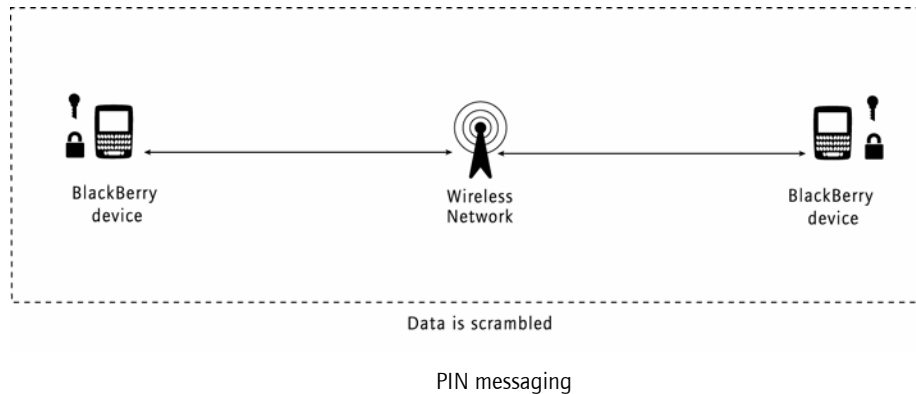 BlackBerry
device
Wireless
Network
BlackBerry
device
Data is scrambled
PIN messaging